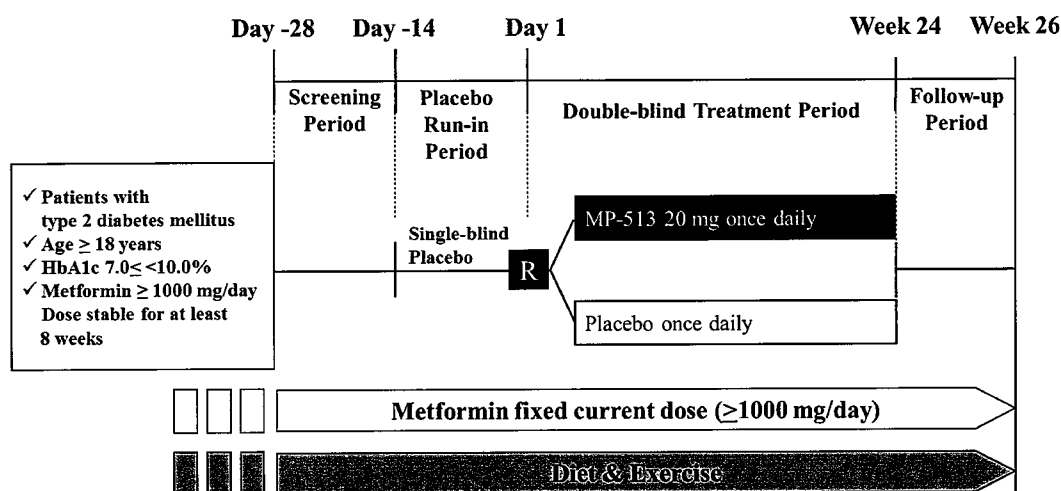 Day -28 Day -14 Day 1 Week 24 Week 26
Screening
Period
Placebo
Run-in
Period
Double-blind Treatment Period
Follow-up
Period
✓ Patients with
type 2 diabetes mellitus
✓ Age ≥ 18 years
✓ HbA1c 7.0≤ <10.0%
✓ Metformin ≥ 1000 mg/day
Dose stable for at least
8 weeks
Single-blind
Placebo
R
MP-513 20 mg once daily
Placebo once daily
Metformin fixed current dose (≥1000 mg/day)
Diet & Exercise